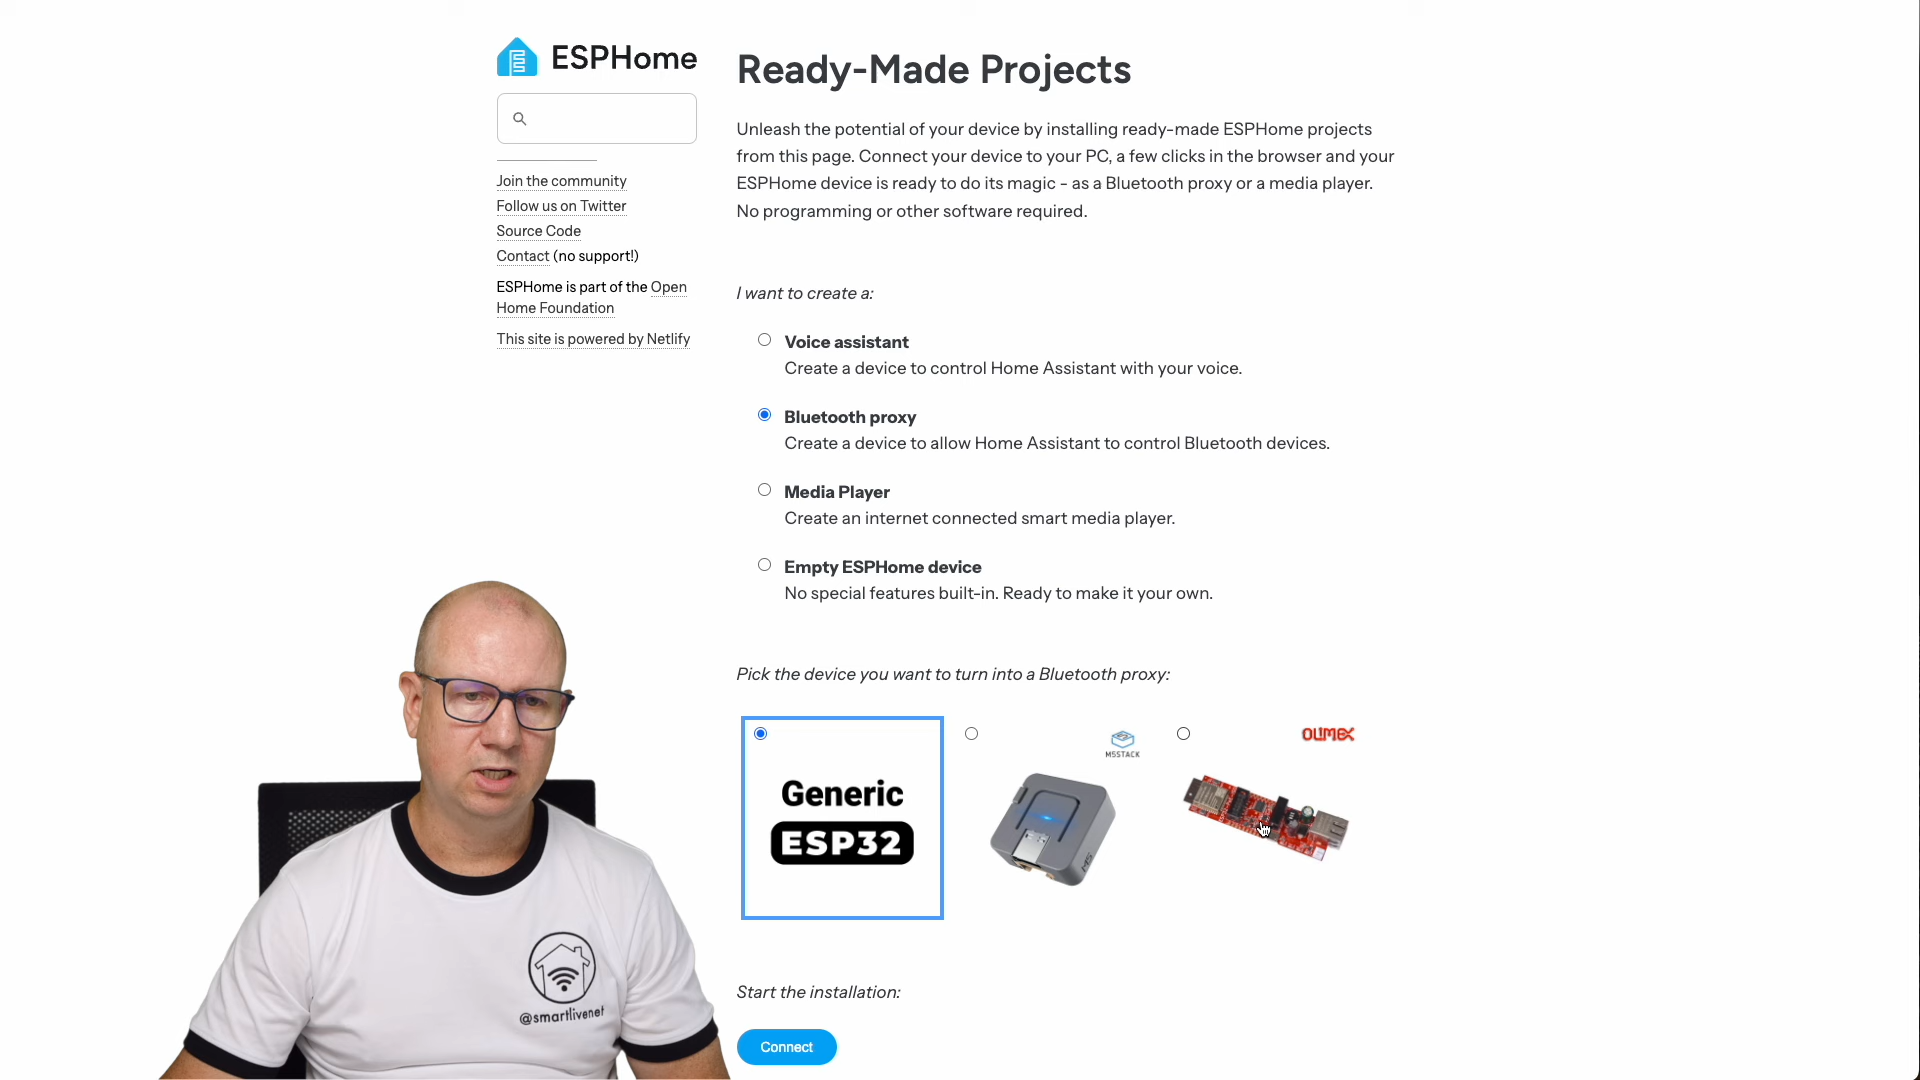 ESPHome
Join the community
Follow us on Twitter
Source Code
Contact (no support!)
ESPHome is part of the Open
Home Foundation
This site is powered by Netlify
Ready-Made Projects
Unleash the potential of your device by installing ready-made ESPHome projects
from this page. Connect your device to your PC, a few clicks in the browser and your
ESPHome device is ready to do its magic - as a Bluetooth proxy or a media player.
No programming or other software required.
I want to create a:
Voice assistant
Create a device to control Home Assistant with your voice.
Bluetooth proxy
Create a device to allow Home Assistant to control Bluetooth devices.
Media Player
Create an internet connected smart media player.
Empty ESPHome device
No special features built-in. Ready to make it your own.
Pick the device you want to turn into a Bluetooth proxy:
Generic
ESP32
M5STACK
M5
OLIMEX
Start the installation:
Connect
@smartlivenet